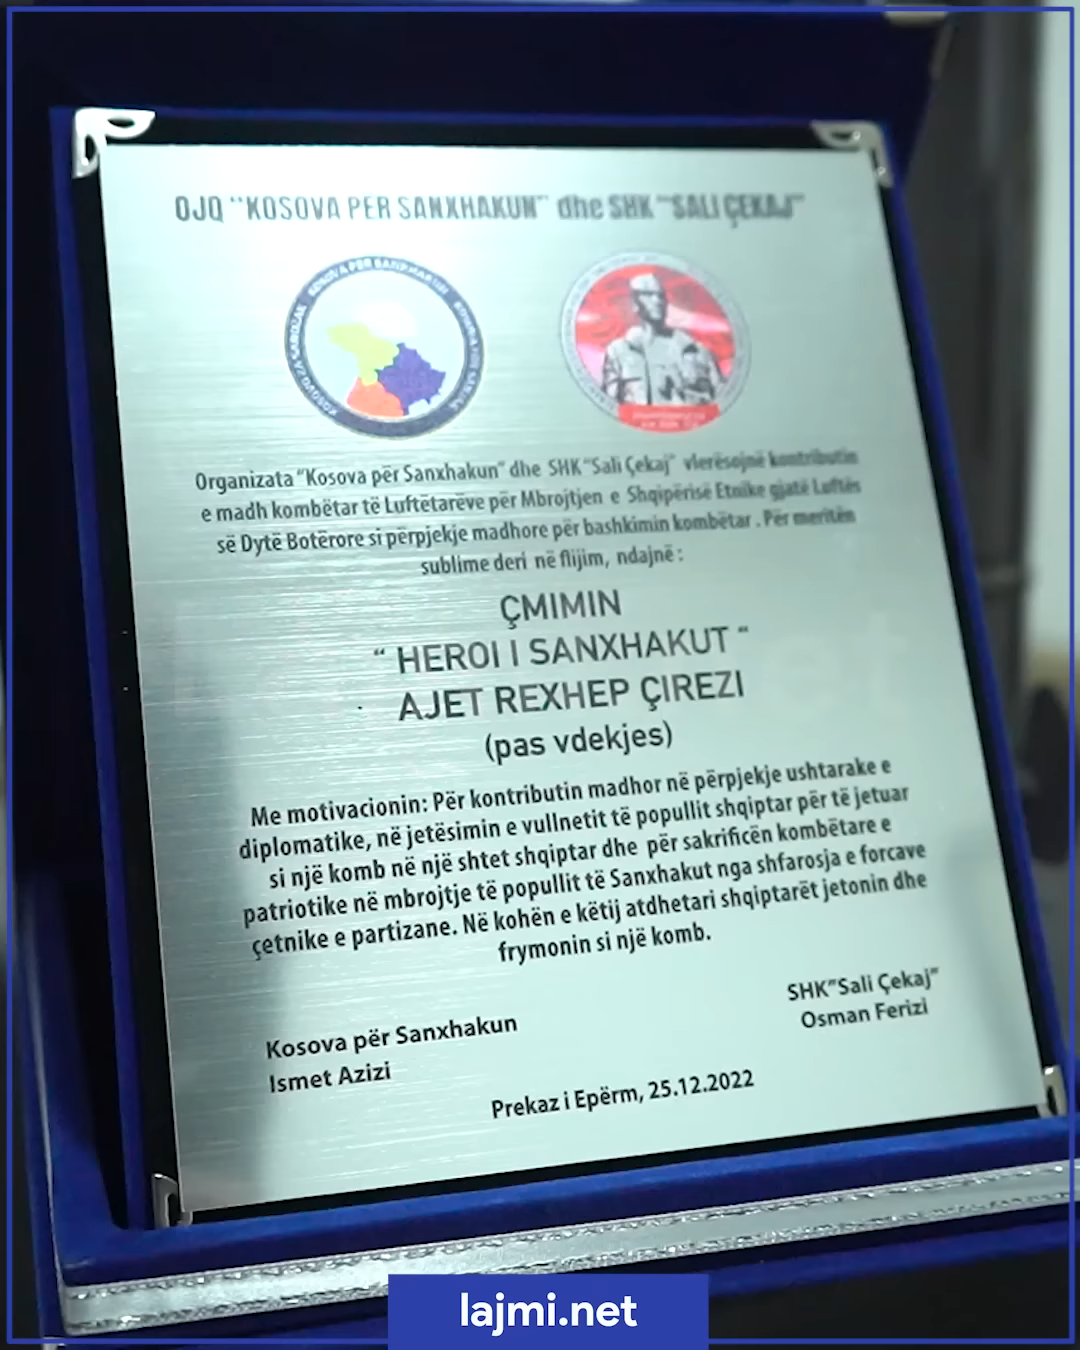 OJQ "KOSOVA PËR SANXHAKUN" dhe SHK "SALI ÇEKAJ"
KOSOVA PËR SANXHAKUN
Organizata "Kosova për Sanxhakun" dhe SHK "Sali Çekaj" vlerësojnë kontributin
e madh kombëtar të Luftëtarëve për Mbrojtjen e Shqipërisë Etnike gjatë Luftës
së Dytë Botërore si përpjekje madhore për bashkimin kombëtar . Për meritën
sublime deri në flijim, ndajnë :
ÇMIMIN
" HEROI I SANXHAKUT "
AJET REXHEP ÇIREZI
(pas vdekjes)
Me motivacionin: Për kontributin madhor në përpjekje ushtarake e
diplomatike, në jetësimin e vullnetit të popullit shqiptar për të jetuar
si një komb në një shtet shqiptar dhe për sakrificën kombëtare e
patriotike në mbrojtje të popullit të Sanxhakut nga shfarosja e forcave
çetnike e partizane. Në kohën e këtij atdhetari shqiptarët jetonin dhe
frymonin si një komb.
Kosova për Sanxhakun
Ismet Azizi
SHK"Sali Çekaj"
Osman Ferizi
Prekaz i Epërm, 25.12.2022
lajmi.net